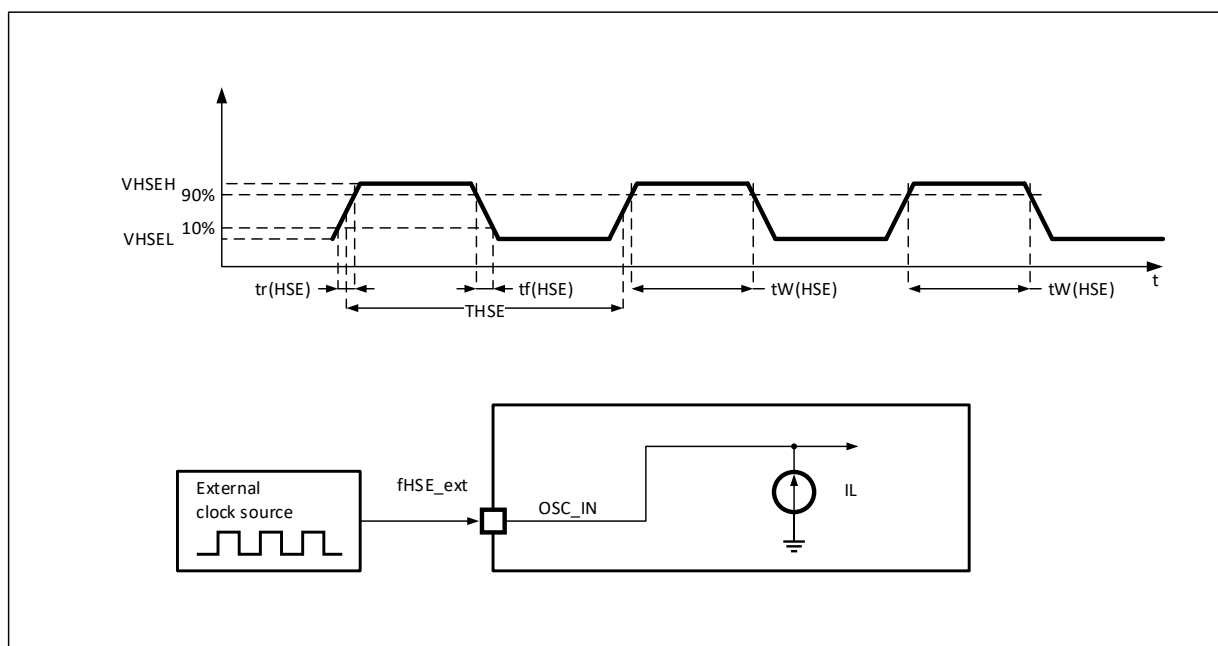 VHSEH
90%
10%
VHSEL
tr(HSE)
tf(HSE)
tW(HSE)
tW(HSE)
t
THSE
External
clock source
fHSE_ext
OSC_IN
IL